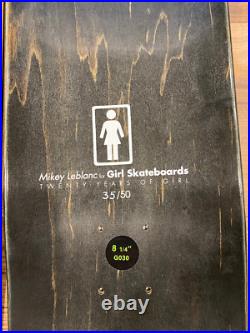 Mikey Leblanc for Girl Skateboards
TWENTY YEARS OF GIRL
35/50
8 1/4"
G030